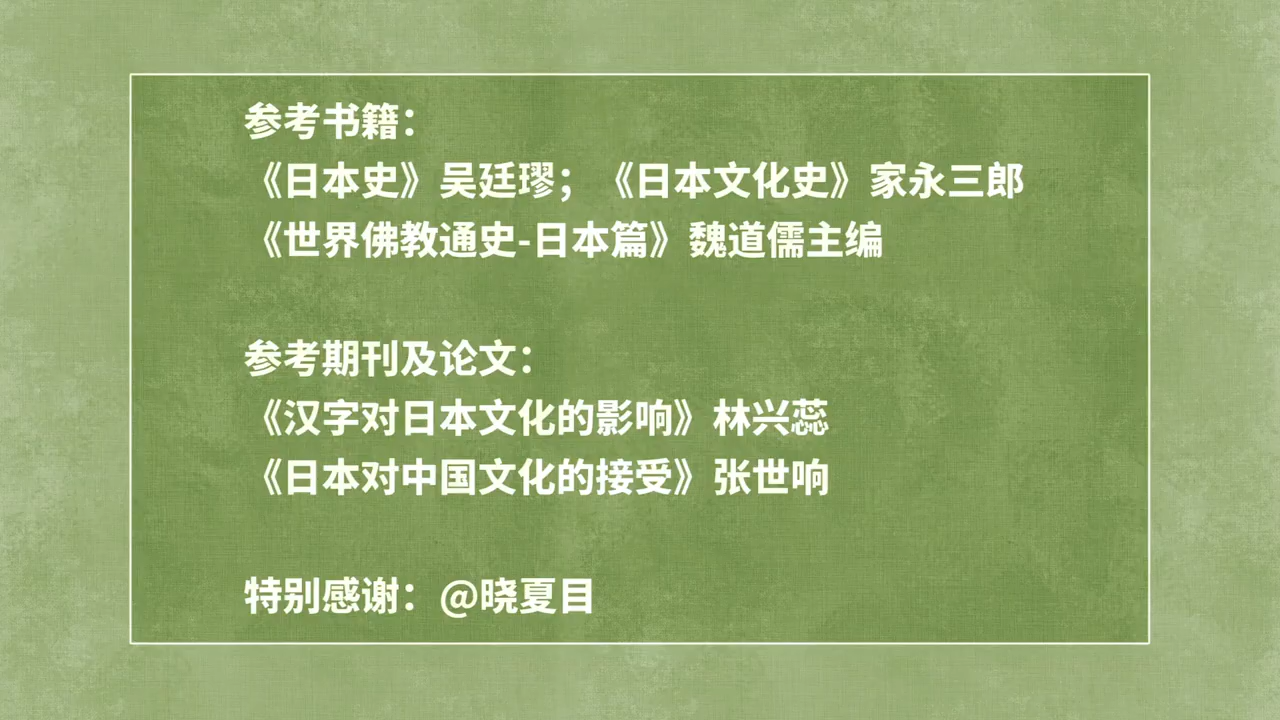 参考书籍：
《日本史》吴廷璆；《日本文化史》家永三郎
《世界佛教通史-日本篇》魏道儒主编
参考期刊及论文：
《汉字对日本文化的影响》林兴蕊
《日本对中国文化的接受》张世响
特别感谢：@晓夏目